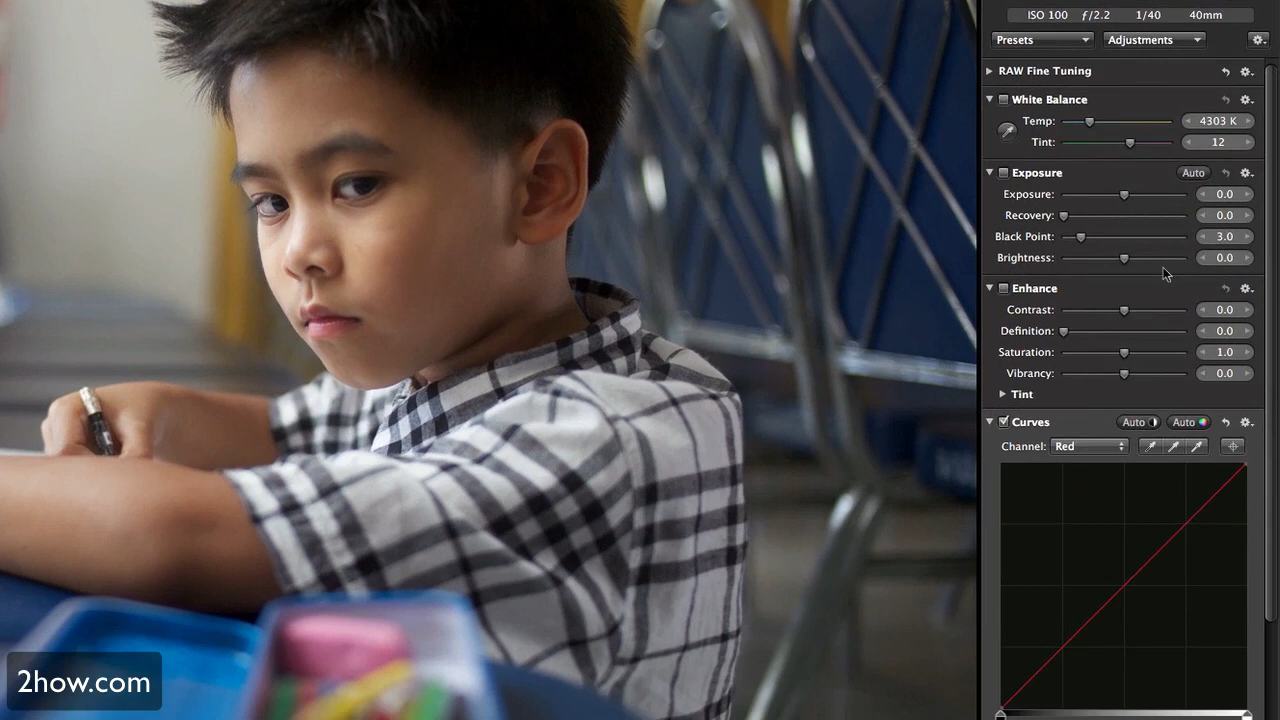 ISO 100 ƒ/2.2 1/40 40mm
Presets Adjustments
RAW Fine Tuning
White Balance
Temp: 4303 K
Tint: 12
Exposure Auto
Exposure: 0.0
Recovery: 0.0
Black Point: 3.0
Brightness: 0.0
Enhance
Contrast: 0.0
Definition: 0.0
Saturation: 1.0
Vibrancy: 0.0
Tint
Curves Auto Auto
Channel: Red
2how.com